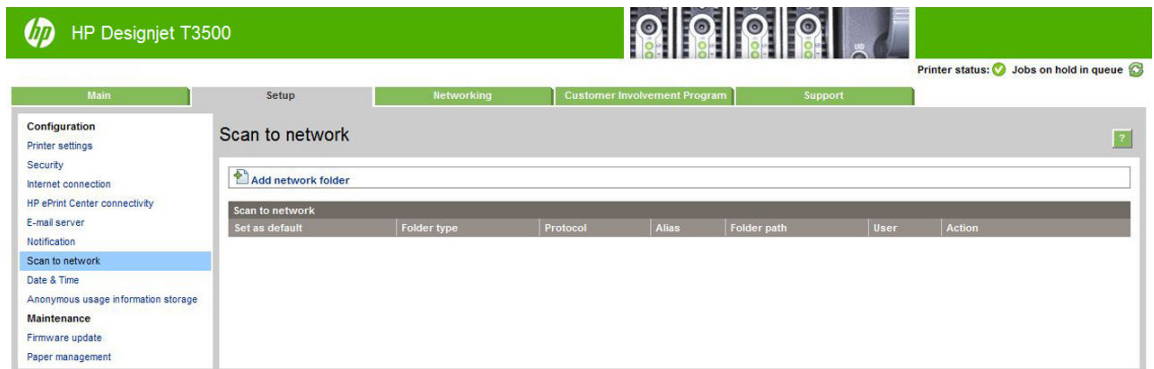 hp HP Designjet T3500
UID
Printer status: Jobs on hold in queue
Main Setup Networking Customer Involvement Program Support
Configuration
Printer settings
Security
Internet connection
HP ePrint Center connectivity
E-mail server
Notification
Scan to network
Date & Time
Anonymous usage information storage
Maintenance
Firmware update
Paper management
Scan to network
?
Add network folder
Scan to network
Set as default Folder type Protocol Alias Folder path User Action